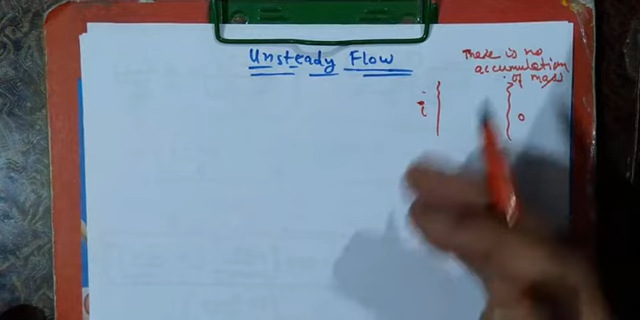 Unsteady Flow
There is no
accumulation
of mass
i
o